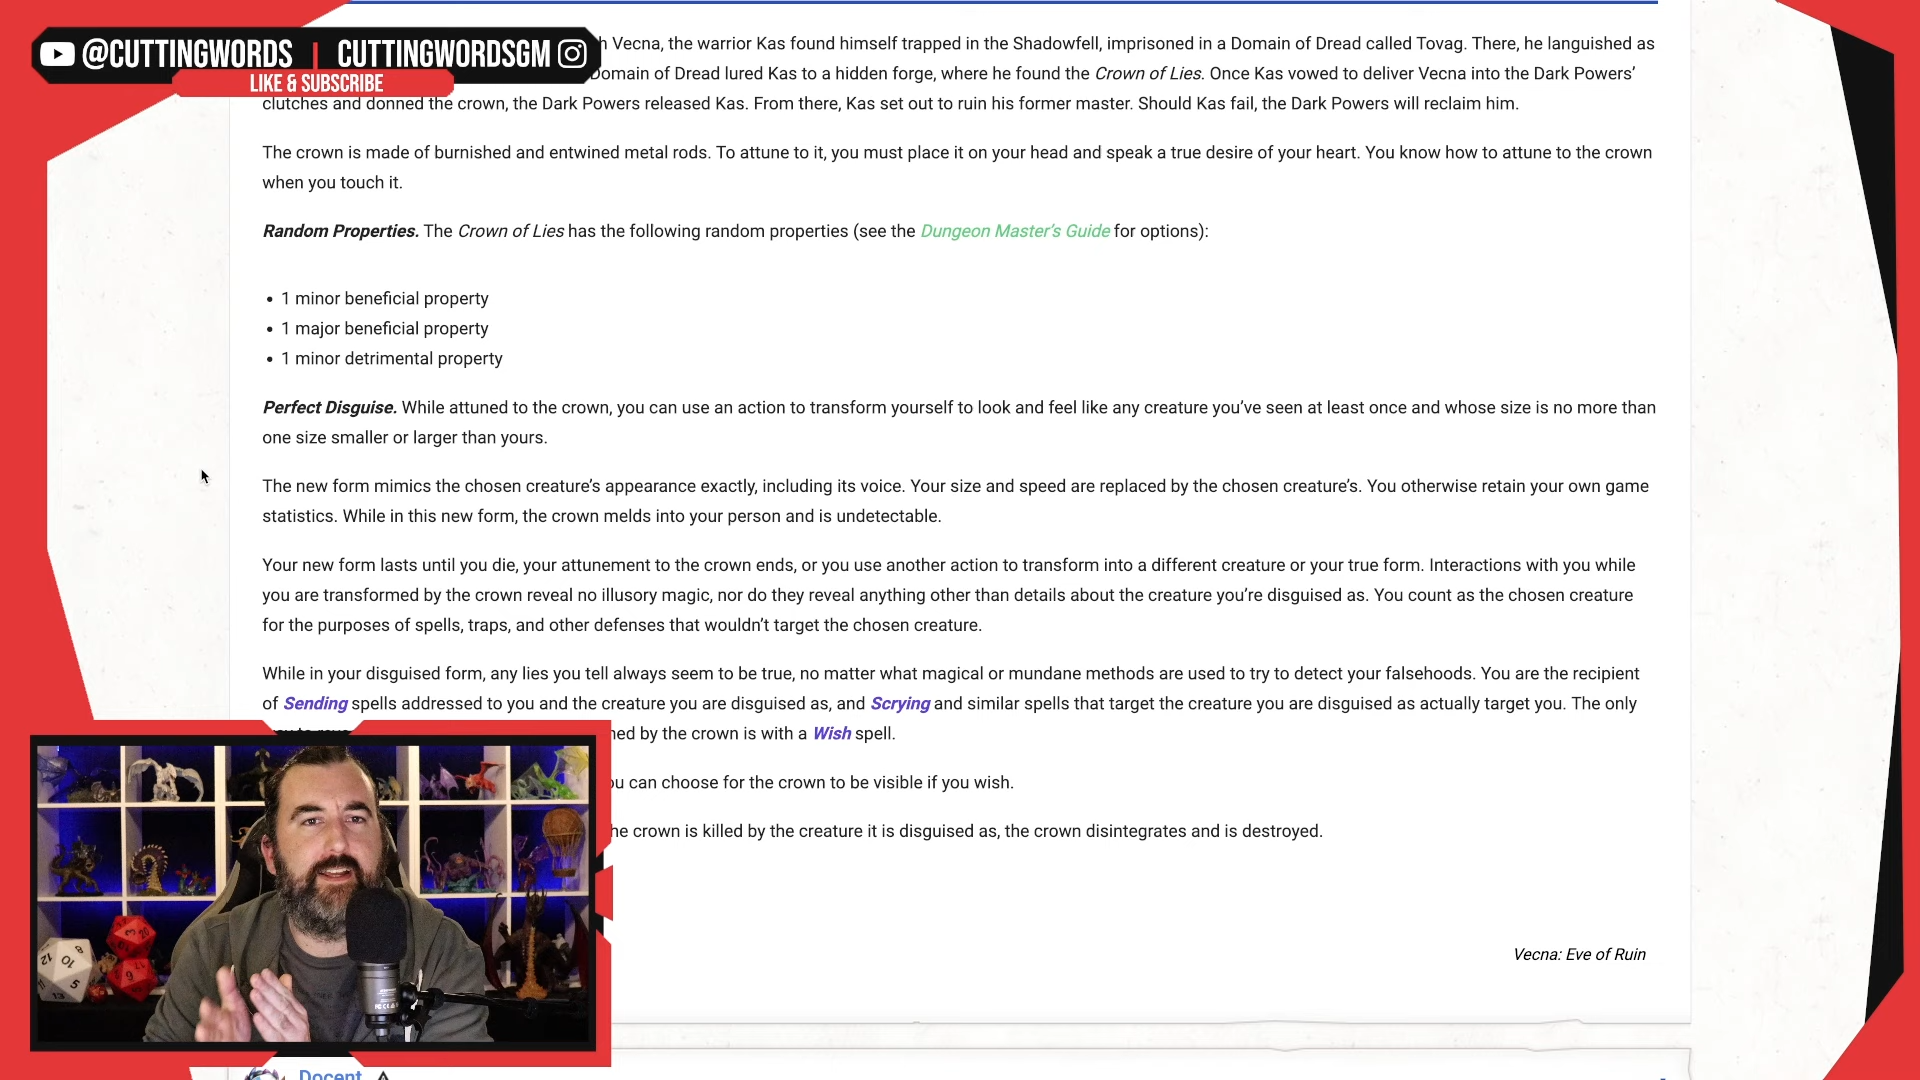 @CUTTINGWORDS | CUTTINGWORDSGM
LIKE & SUBSCRIBE
h Vecna, the warrior Kas found himself trapped in the Shadowfell, imprisoned in a Domain of Dread called Tovag. There, he languished as
Domain of Dread lured Kas to a hidden forge, where he found the Crown of Lies. Once Kas vowed to deliver Vecna into the Dark Powers’
clutches and donned the crown, the Dark Powers released Kas. From there, Kas set out to ruin his former master. Should Kas fail, the Dark Powers will reclaim him.
The crown is made of burnished and entwined metal rods. To attune to it, you must place it on your head and speak a true desire of your heart. You know how to attune to the crown
when you touch it.
Random Properties. The Crown of Lies has the following random properties (see the Dungeon Master’s Guide for options):
• 1 minor beneficial property
• 1 major beneficial property
• 1 minor detrimental property
Perfect Disguise. While attuned to the crown, you can use an action to transform yourself to look and feel like any creature you’ve seen at least once and whose size is no more than
one size smaller or larger than yours.
The new form mimics the chosen creature’s appearance exactly, including its voice. Your size and speed are replaced by the chosen creature’s. You otherwise retain your own game
statistics. While in this new form, the crown melds into your person and is undetectable.
Your new form lasts until you die, your attunement to the crown ends, or you use another action to transform into a different creature or your true form. Interactions with you while
you are transformed by the crown reveal no illusory magic, nor do they reveal anything other than details about the creature you’re disguised as. You count as the chosen creature
for the purposes of spells, traps, and other defenses that wouldn’t target the chosen creature.
While in your disguised form, any lies you tell always seem to be true, no matter what magical or mundane methods are used to try to detect your falsehoods. You are the recipient
of Sending spells addressed to you and the creature you are disguised as, and Scrying and similar spells that target the creature you are disguised as actually target you. The only
ned by the crown is with a Wish spell.
ou can choose for the crown to be visible if you wish.
he crown is killed by the creature it is disguised as, the crown disintegrates and is destroyed.
Vecna: Eve of Ruin
Docent